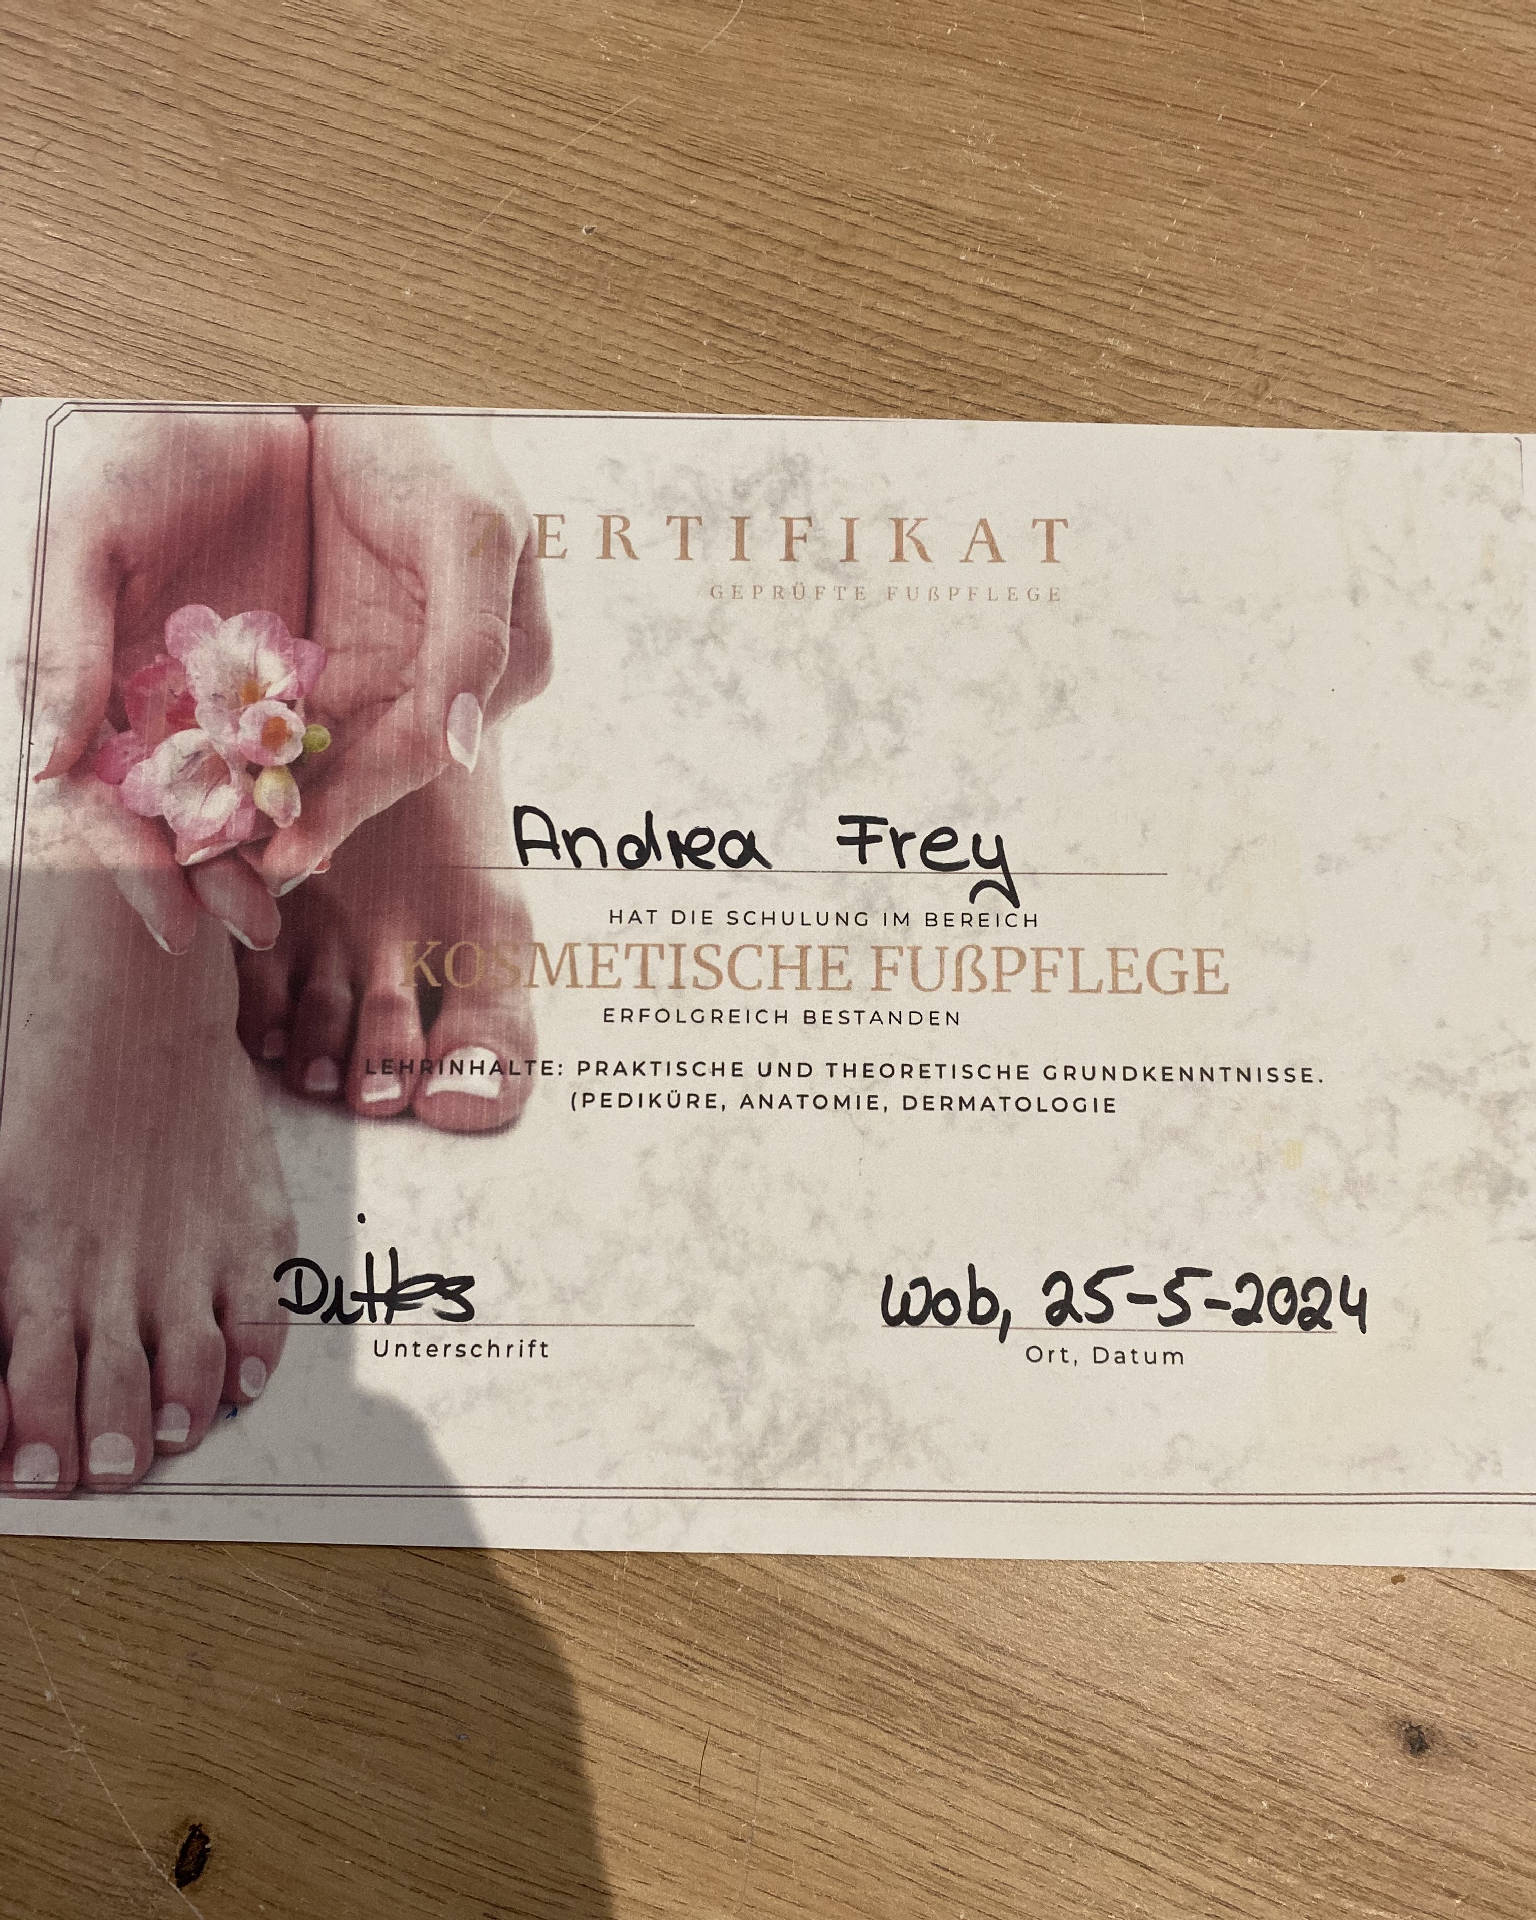 ZERTIFIKAT
GEPRÜFTE FUßPFLEGE
Andrea Frey
HAT DIE SCHULUNG IM BEREICH
KOSMETISCHE FUßPFLEGE
ERFOLGREICH BESTANDEN
LEHRINHALTE: PRAKTISCHE UND THEORETISCHE GRUNDKENNTNISSE.
(PEDIKÜRE, ANATOMIE, DERMATOLOGIE
Dittes
Unterschrift
Wob, 25-5-2024
Ort, Datum